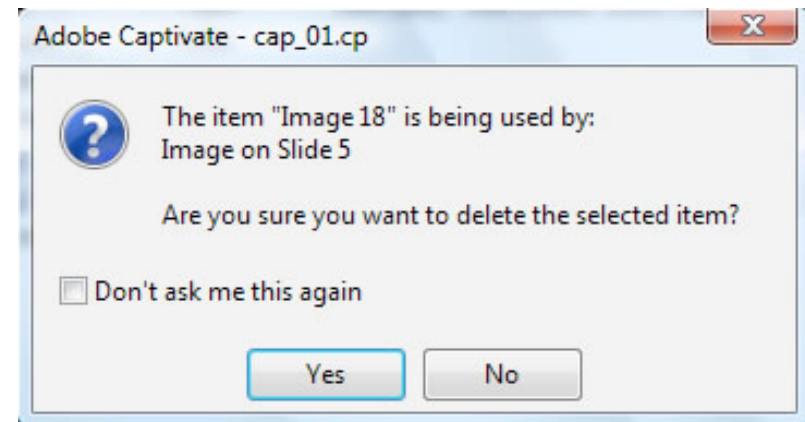 Adobe Captivate - cap_01.cp
The item "Image 18" is being used by:
Image on Slide 5
Are you sure you want to delete the selected item?
Don't ask me this again
Yes
No